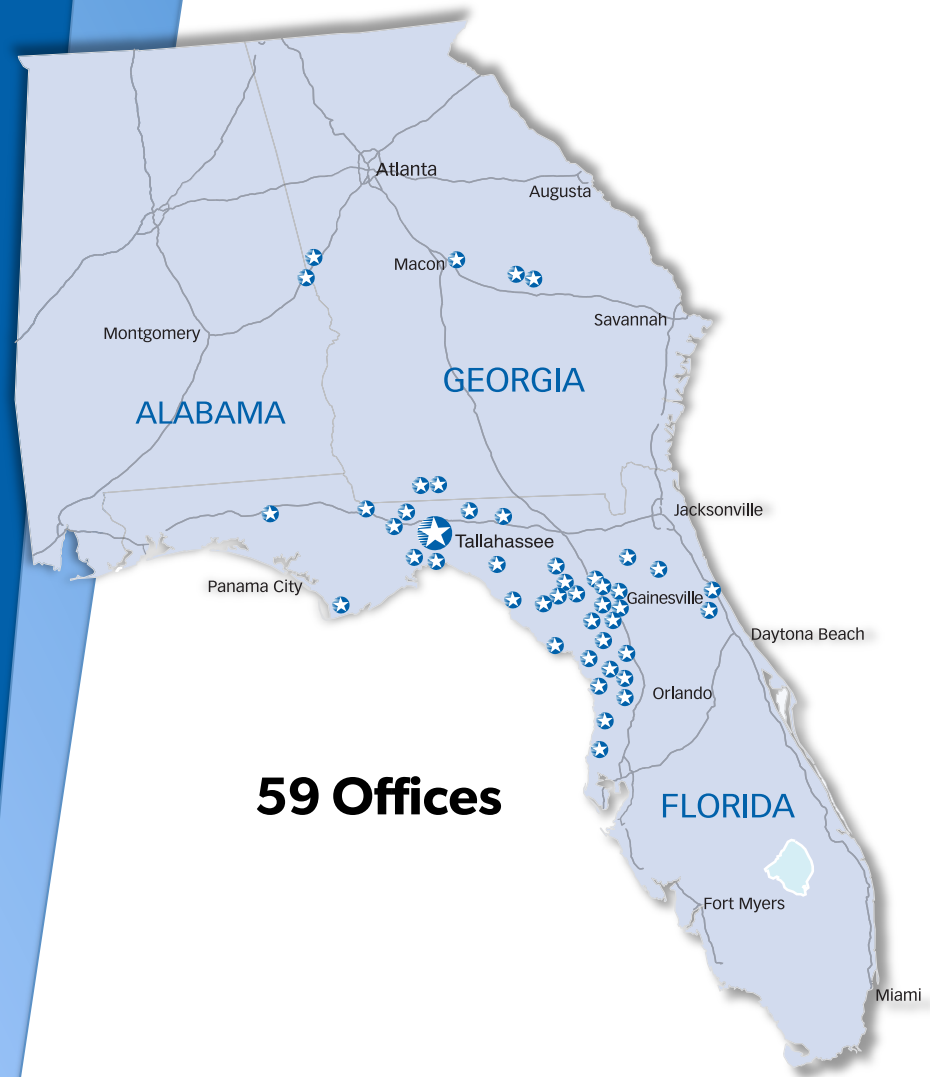 Atlanta
Augusta
Macon
Savannah
Montgomery
GEORGIA
ALABAMA
Jacksonville
Tallahassee
Panama City
Gainesville
Daytona Beach
Orlando
59 Offices
FLORIDA
Fort Myers
Miami